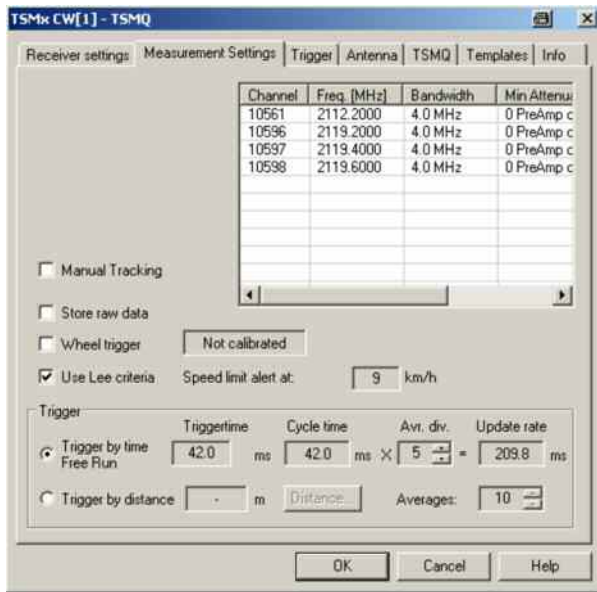 TSMx CW[1] - TSMQ
Receiver settings Measurement Settings Trigger Antenna TSMQ Templates Info
Channel Freq. [MHz] Bandwidth Min Attenua
10561 2112.2000 4.0 MHz 0 PreAmp c
10596 2119.2000 4.0 MHz 0 PreAmp c
10597 2119.4000 4.0 MHz 0 PreAmp c
10598 2119.6000 4.0 MHz 0 PreAmp c
Manual Tracking
Store raw data
Wheel trigger Not calibrated
Use Lee criteria Speed limit alert at: 9 km/h
Trigger
Triggertime Cycle time Avr. div. Update rate
Trigger by time
Free Run 42.0 ms 42.0 ms X 5 = 209.8 ms
Trigger by distance - m Distance... Averages: 10
OK Cancel Help